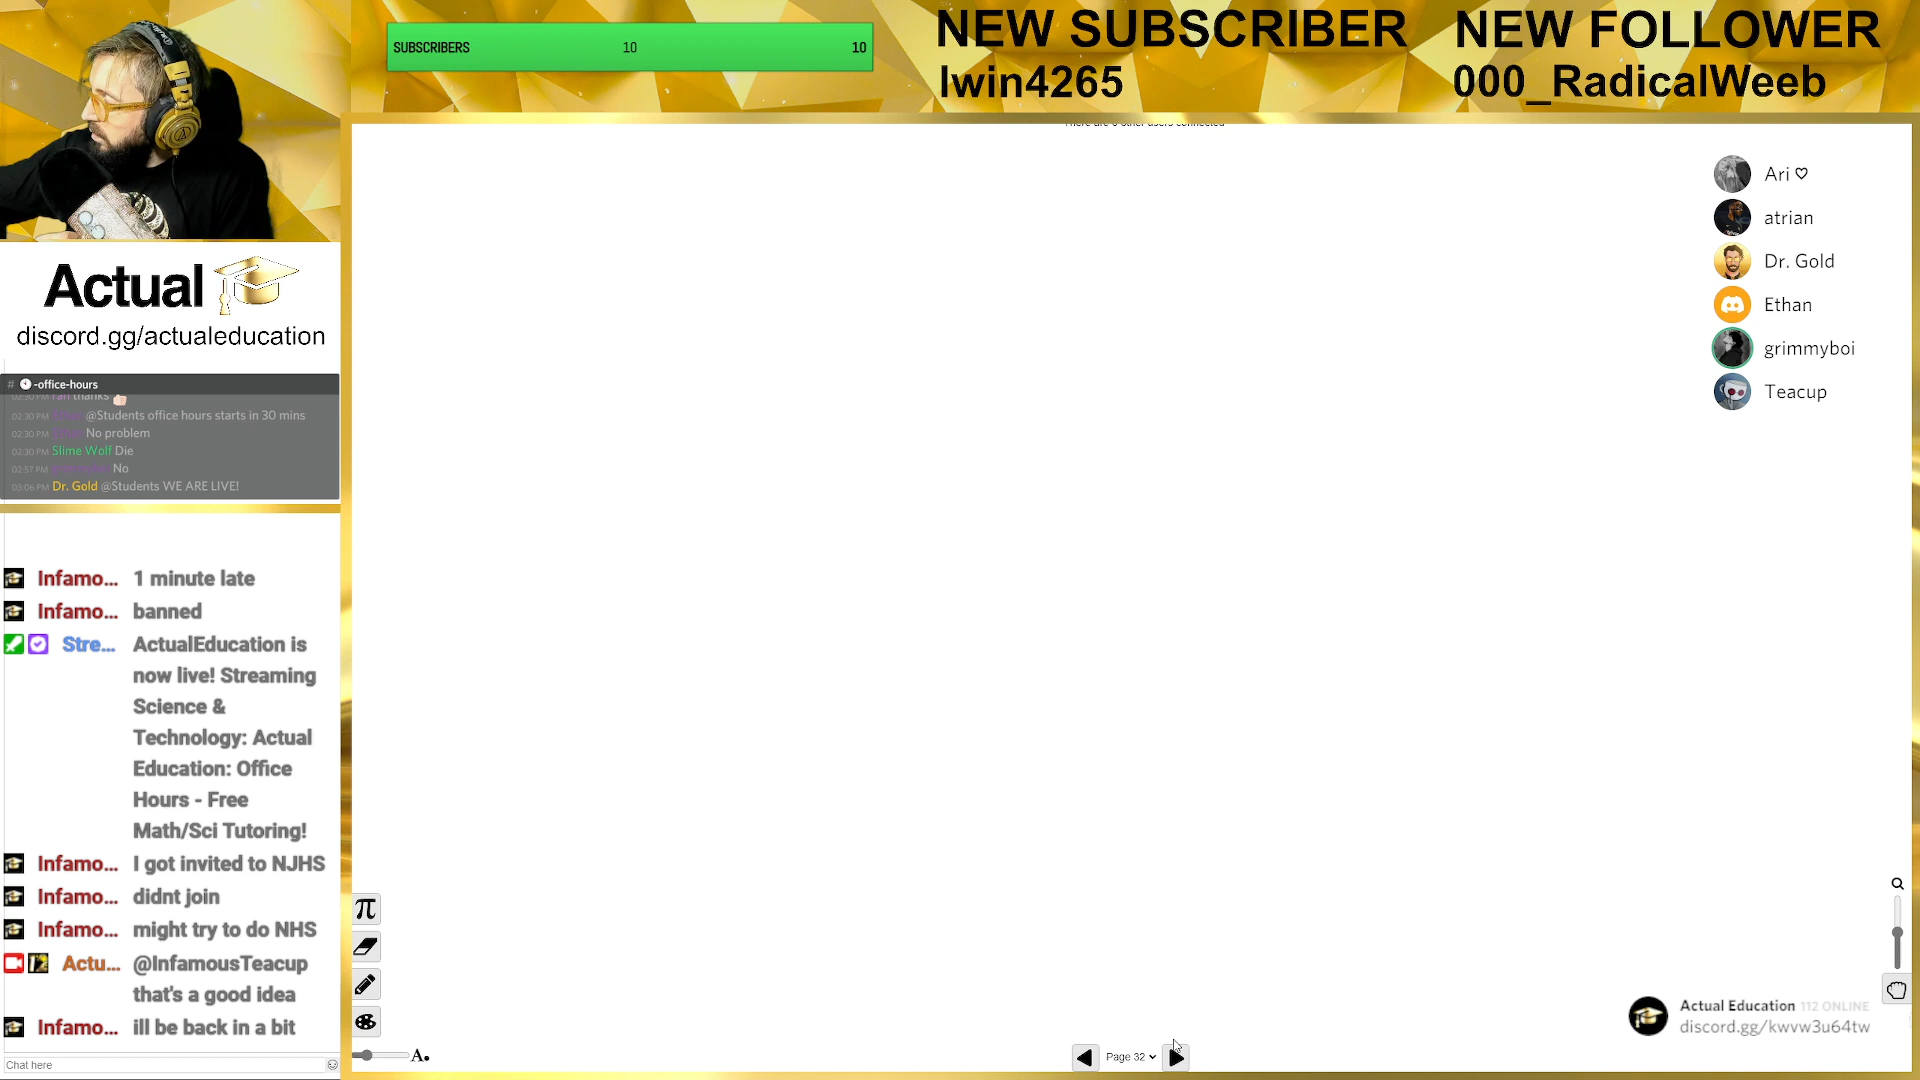 SUBSCRIBERS 10 10
NEW SUBSCRIBER
lwin4265
NEW FOLLOWER
000_RadicalWeeb
Actual
discord.gg/actualeducation
# -office-hours
02:30 PM thanks
02:30 PM @Students office hours starts in 30 mins
02:30 PM No problem
02:30 PM Slime Wolf Die
02:57 PM No
03:06 PM Dr. Gold @Students WE ARE LIVE!
Infamo... 1 minute late
Infamo... banned
Stre... ActualEducation is
now live! Streaming
Science &
Technology: Actual
Education: Office
Hours - Free
Math/Sci Tutoring!
Infamo... I got invited to NJHS
Infamo... didnt join
Infamo... might try to do NHS
Actu... @InfamousTeacup
that's a good idea
Infamo... ill be back in a bit
Chat here
Ari ♡
atrian
Dr. Gold
Ethan
grimmyboi
Teacup
π
A.
Page 32
Actual Education 112 ONLINE
discord.gg/kwvw3u64tw